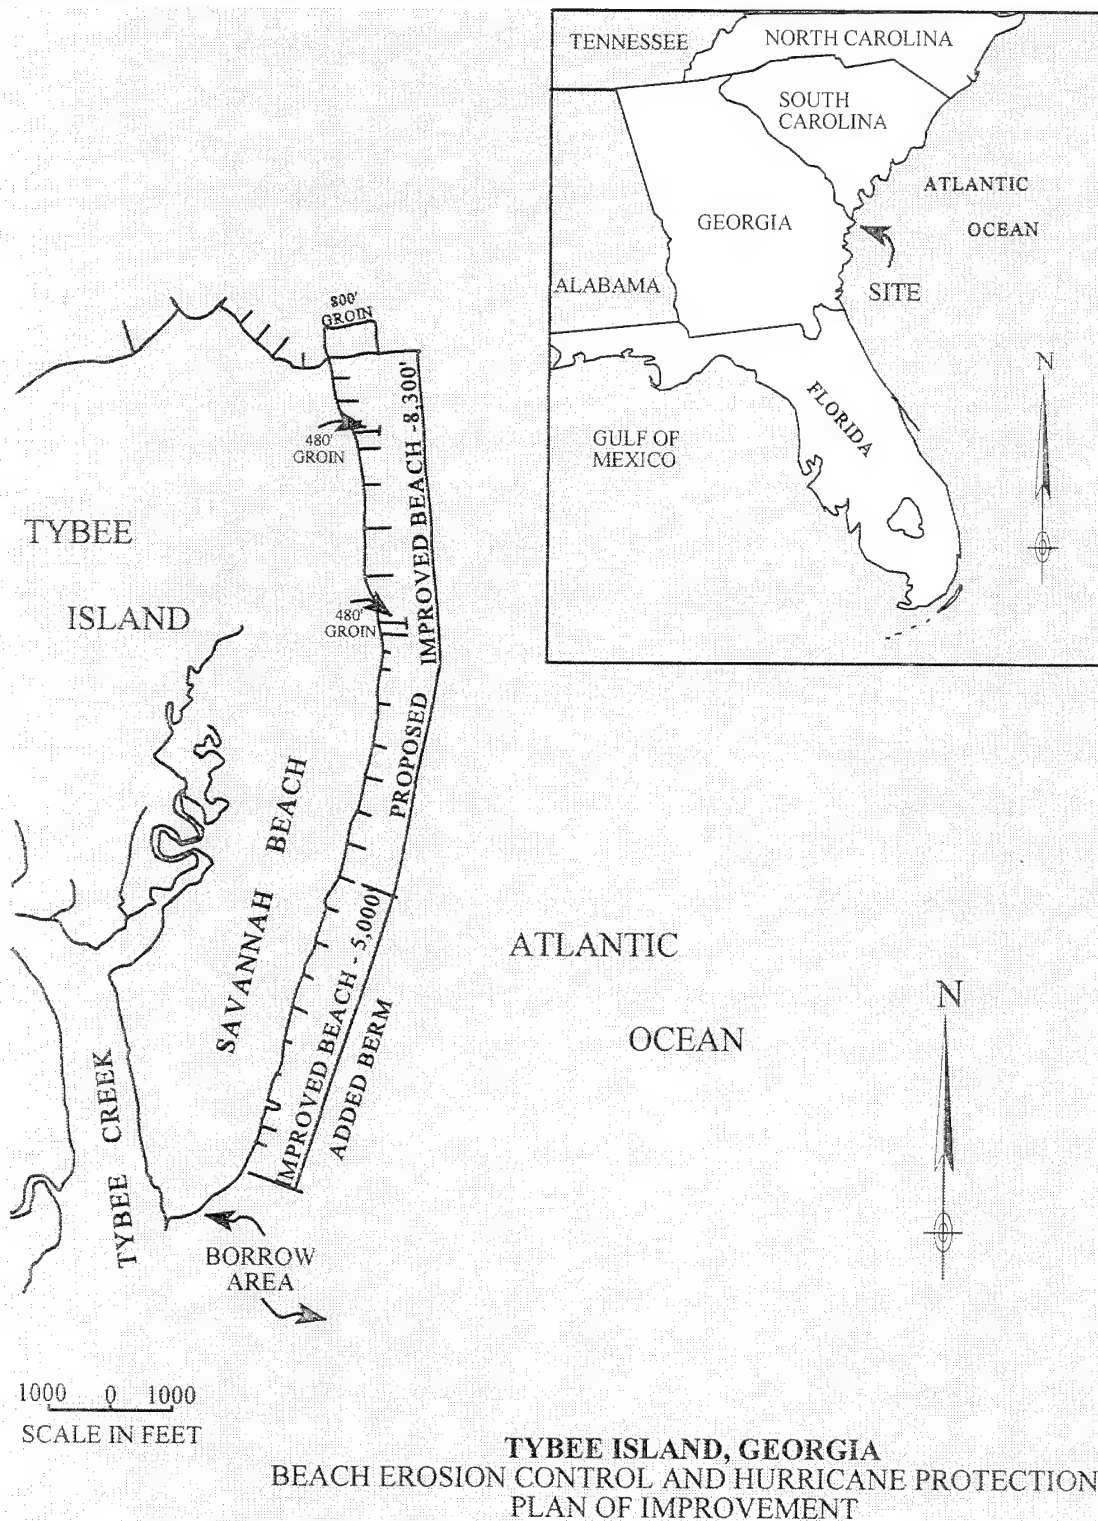 TENNESSEE
NORTH CAROLINA
SOUTH
CAROLINA
ATLANTIC
OCEAN
GEORGIA
ALABAMA
SITE
FLORIDA
GULF OF
MEXICO
N
800'
GROIN
480'
GROIN
480'
GROIN
TYBEE
ISLAND
PROPOSED IMPROVED BEACH -8,300'
SAVANNAH BEACH
IMPROVED BEACH - 5,000'
ADDED BERM
TYBEE CREEK
ATLANTIC
OCEAN
N
BORROW
AREA
1000 0 1000
SCALE IN FEET
TYBEE ISLAND, GEORGIA
BEACH EROSION CONTROL AND HURRICANE PROTECTION
PLAN OF IMPROVEMENT